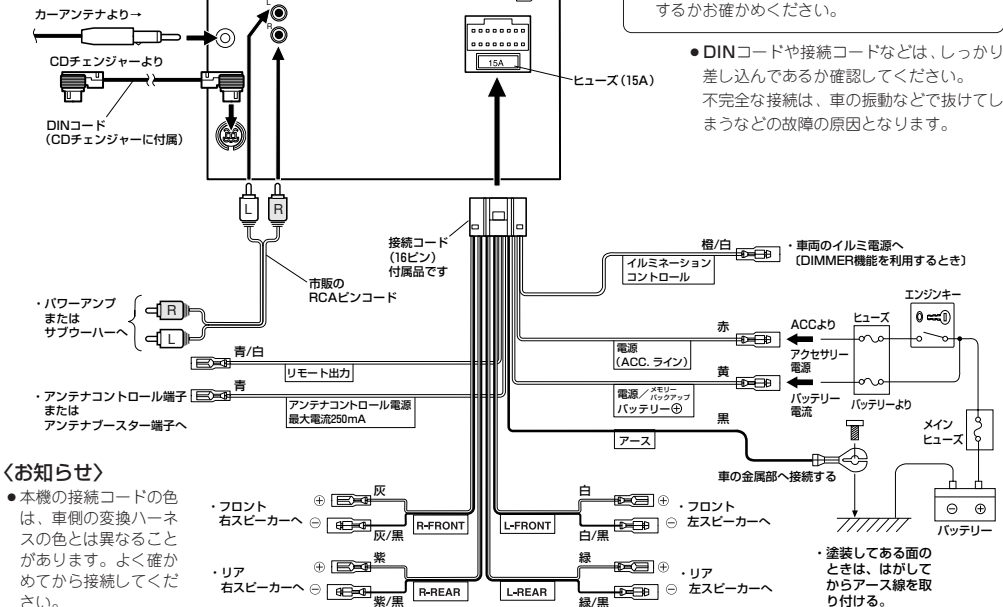 カーアンテナより→
L
R
CDチェンジャーより
DINコード
（CDチェンジャーに付属）
15A
ヒューズ（15A）
するかお確かめください。
● DINコードや接続コードなどは、しっかり
差し込んであるか確認してください。
不完全な接続は、車の振動などで抜けてし
まうなどの故障の原因となります。
L
R
接続コード
（16ピン）
付属品です
市販の
RCAピンコード
・パワーアンプ
または
サブウーハーへ
R
L
青/白
リモート出力
・アンテナコントロール端子
または
アンテナブースター端子へ
青
アンテナコントロール電源
最大電流250mA
橙/白
イルミネーション
コントロール
・車両のイルミ電源へ
〔DIMMER機能を利用するとき〕
赤
電源
（ACC. ライン）
ACCより
アクセサリー
電源
ヒューズ
エンジンキー
黄
電源／メモリーバックアップ
バッテリー⊕
バッテリー
電流
バッテリーより
黒
アース
車の金属部へ接続する
メイン
ヒューズ
⊖ ⊕
バッテリー
・塗装してある面の
ときは、はがして
からアース線を取
り付ける。
〈お知らせ〉
● 本機の接続コードの色
は、車側の変換ハーネ
スの色とは異なること
があります。よく確か
めてから接続してくだ
さい。
・フロント
右スピーカーへ
⊕
⊖
灰
灰/黒
R-FRONT
L-FRONT
白
白/黒
⊕
⊖
・フロント
左スピーカーへ
・リア
右スピーカーへ
⊕
⊖
紫
紫/黒
R-REAR
L-REAR
緑
緑/黒
⊕
⊖
・リア
左スピーカーへ